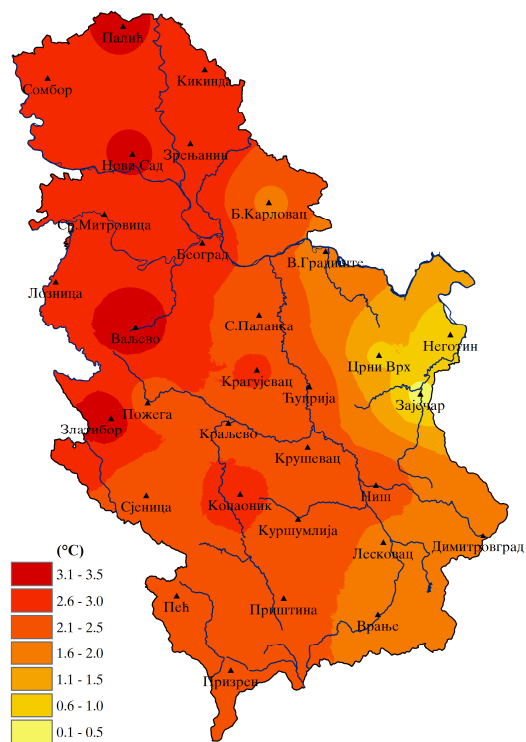 Палић
Сомбор
Кикинда
Нови Сад
Зрењанин
Б.Карловац
Ср.Митровица
Београд
В.Градиште
Лозница
С.Паланка
Ваљево
Неготин
Црни Врх
Крагујевац
Ћуприја
Зајечар
Пожега
Златибор
Краљево
Крушевац
Ниш
Сјеница
Копаоник
Куршумлија
Димитровград
Лесковац
(°C)
3.1 - 3.5
2.6 - 3.0
Пећ
Приштина
2.1 - 2.5
Врање
1.6 - 2.0
Призрен
1.1 - 1.5
0.6 - 1.0
0.1 - 0.5